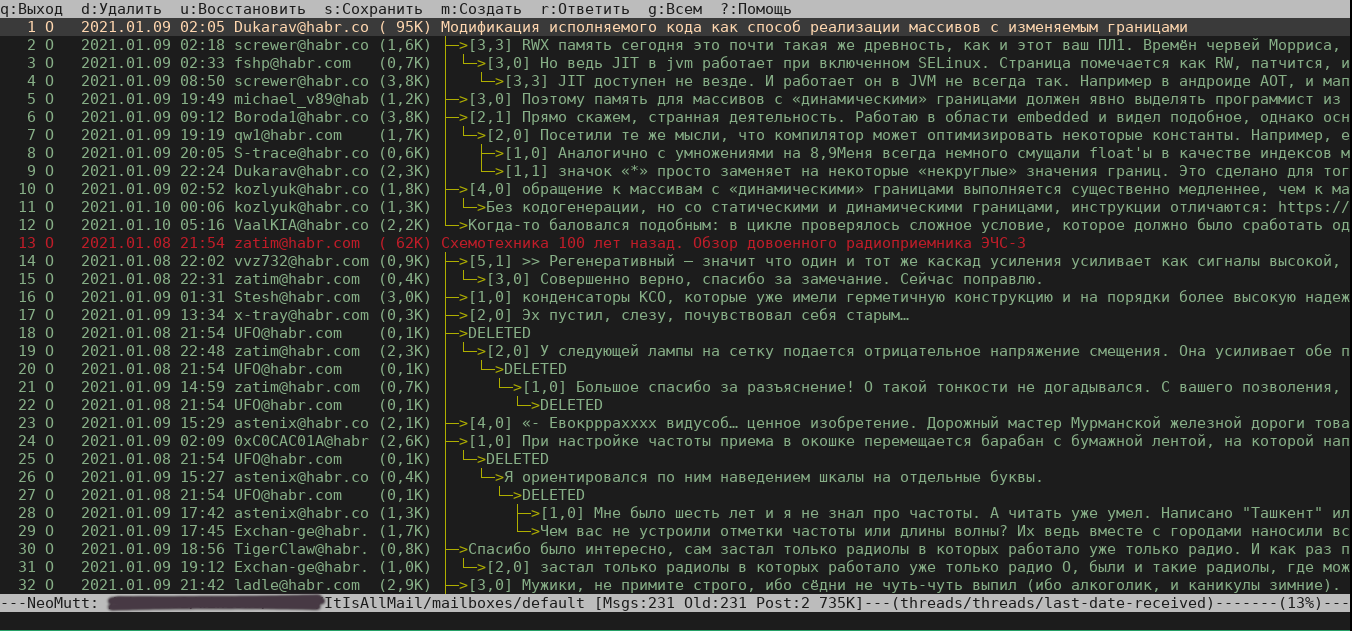 q:Выход  d:Удалить  u:Восстановить  s:Сохранить  m:Создать  r:Ответить  g:Всем  ?:Помощь
1 O 2021.01.09 02:05 Dukarav@habr.co ( 95K) Модификация исполняемого кода как способ реализации массивов с изменяемым границами
2 O 2021.01.09 02:18 screwer@habr.co (1,6K) ├─>[3,3] RWX память сегодня это почти такая же древность, как и этот ваш ПЛ1. Времён червей Морриса,
3 O 2021.01.09 02:33 fshp@habr.com (0,7K) │ └─>[3,0] Но ведь JIT в jvm работает при включенном SELinux. Страница помечается как RW, патчится, и
4 O 2021.01.09 08:50 screwer@habr.co (3,8K) │ └─>[3,3] JIT доступен не везде. И работает он в JVM не всегда так. Например в андроиде AOT, и мап
5 O 2021.01.09 19:49 michael_v89@hab (1,2K) ├─>[3,0] Поэтому память для массивов с «динамическими» границами должен явно выделять программист из
6 O 2021.01.09 09:12 Boroda1@habr.co (3,8K) ├─>[2,1] Прямо скажем, странная деятельность. Работаю в области embedded и видел подобное, однако осн
7 O 2021.01.09 19:19 qw1@habr.com (1,7K) │ └─>[2,0] Посетили те же мысли, что компилятор может оптимизировать некоторые константы. Например, е
8 O 2021.01.09 20:05 S-trace@habr.co (0,6K) │ ├─>[1,0] Аналогично с умножениями на 8,9Меня всегда немного смущали float'ы в качестве индексов м
9 O 2021.01.09 22:24 Dukarav@habr.co (2,3K) │ └─>[1,1] значок «*» просто заменяет на некоторые «некруглые» значения границ. Это сделано для тог
10 O 2021.01.09 02:52 kozlyuk@habr.co (1,8K) ├─>[4,0] обращение к массивам с «динамическими» границами выполняется существенно медленнее, чем к ма
11 O 2021.01.10 00:06 kozlyuk@habr.co (1,3K) │ └─>Без кодогенерации, но со статическими и динамическими границами, инструкции отличаются: https://
12 O 2021.01.10 05:16 VaalKIA@habr.co (2,2K) └─>Когда-то баловался подобным: в цикле проверялось сложное условие, которое должно было сработать од
13 O 2021.01.08 21:54 zatim@habr.com ( 62K) Схемотехника 100 лет назад. Обзор довоенного радиоприемника ЭЧС-3
14 O 2021.01.08 22:02 vvz732@habr.com (0,9K) ├─>[5,1] >> Регенеративный — значит что один и тот же каскад усиления усиливает как сигналы высокой,
15 O 2021.01.08 22:31 zatim@habr.com (0,4K) │ └─>[3,0] Совершенно верно, спасибо за замечание. Сейчас поправлю.
16 O 2021.01.09 01:31 Stesh@habr.com (3,0K) ├─>[1,0] конденсаторы КСО, которые уже имели герметичную конструкцию и на порядки более высокую надеж
17 O 2021.01.09 13:34 x-tray@habr.com (0,3K) ├─>[2,0] Эх пустил, слезу, почувствовал себя старым…
18 O 2021.01.08 21:54 UFO@habr.com (0,1K) ├─>DELETED
19 O 2021.01.08 22:48 zatim@habr.com (2,3K) │ └─>[2,0] У следующей лампы на сетку подается отрицательное напряжение смещения. Она усиливает обе п
20 O 2021.01.08 21:54 UFO@habr.com (0,1K) │ └─>DELETED
21 O 2021.01.09 14:59 zatim@habr.com (0,7K) │ └─>[1,0] Большое спасибо за разъяснение! О такой тонкости не догадывался. С вашего позволения,
22 O 2021.01.08 21:54 UFO@habr.com (0,1K) │ └─>DELETED
23 O 2021.01.09 15:29 astenix@habr.co (2,1K) ├─>[4,0] «- Евокррраxxxx видусоб… ценное изобретение. Дорожный мастер Мурманской железной дороги това
24 O 2021.01.09 02:09 0xC0CAC01A@habr (2,6K) ├─>[1,0] При настройке частоты приема в окошке перемещается барабан с бумажной лентой, на которой нап
25 O 2021.01.08 21:54 UFO@habr.com (0,1K) │ └─>DELETED
26 O 2021.01.09 15:27 astenix@habr.co (0,4K) │ └─>Я ориентировался по ним наведением шкалы на отдельные буквы.
27 O 2021.01.08 21:54 UFO@habr.com (0,1K) │ └─>DELETED
28 O 2021.01.09 17:42 astenix@habr.co (1,3K) │ ├─>[1,0] Мне было шесть лет и я не знал про частоты. А читать уже умел. Написано "Ташкент" ил
29 O 2021.01.09 17:45 Exchan-ge@habr. (1,7K) │ └─>Чем вас не устроили отметки частоты или длины волны? Их ведь вместе с городами наносили вс
30 O 2021.01.09 18:56 TigerClaw@habr. (0,8K) ├─>Спасибо было интересно, сам застал только радиолы в которых работало уже только радио. И как раз п
31 O 2021.01.09 19:12 Exchan-ge@habr. (1,0K) │ └─>[2,0] застал только радиолы в которых работало уже только радио О, были и такие радиолы, где мож
32 O 2021.01.09 21:42 ladle@habr.com (2,9K) ├─>[3,0] Мужики, не примите строго, ибо сёдни не чуть-чуть выпил (ибо алкоголик, и каникулы зимние).
---NeoMutt: ItIsAllMail/mailboxes/default [Msgs:231 Old:231 Post:2 735K]---(threads/threads/last-date-received)-------(13%)---